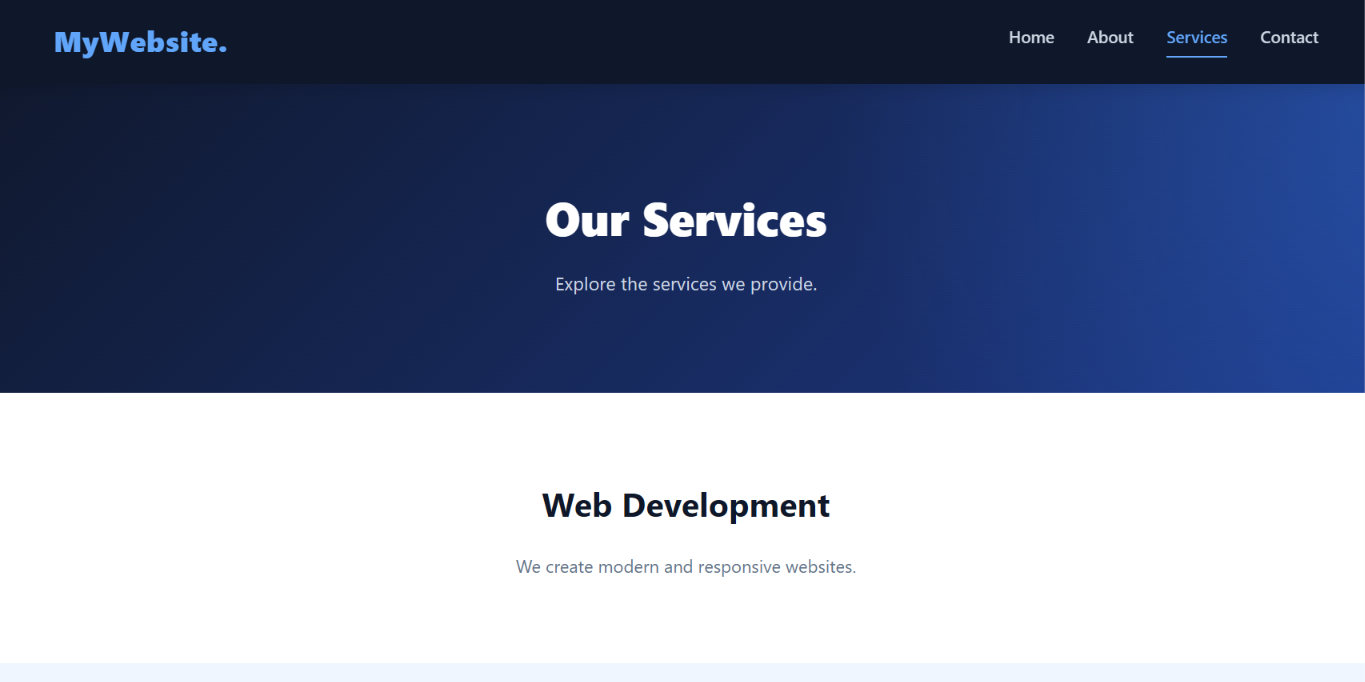 MyWebsite.
Home About Services Contact
Our Services
Explore the services we provide.
Web Development
We create modern and responsive websites.